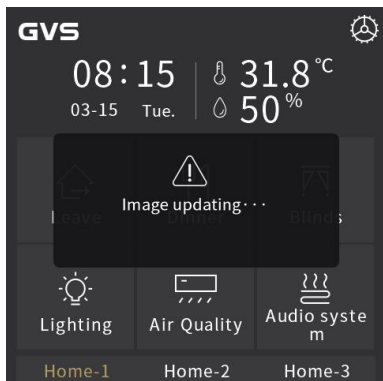 GVS
08:15
31.8 °C
03-15 Tue.
50 %
Image updating···
Leave Dinner Blinds
Lighting
Air Quality
Audio syste
m
Home-1 Home-2 Home-3